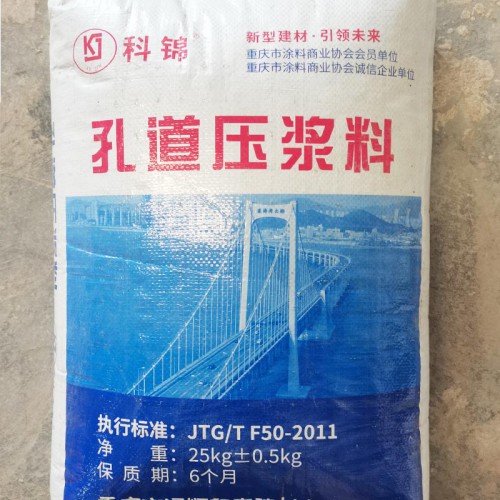 KJ
科锦
新型建材·引领未来
重庆市涂料商业协会会员单位
重庆市涂料商业协会诚信企业单位
孔道压浆料
执行标准：JTG/T F50-2011
净 重：25kg±0.5kg
保 质 期：6个月